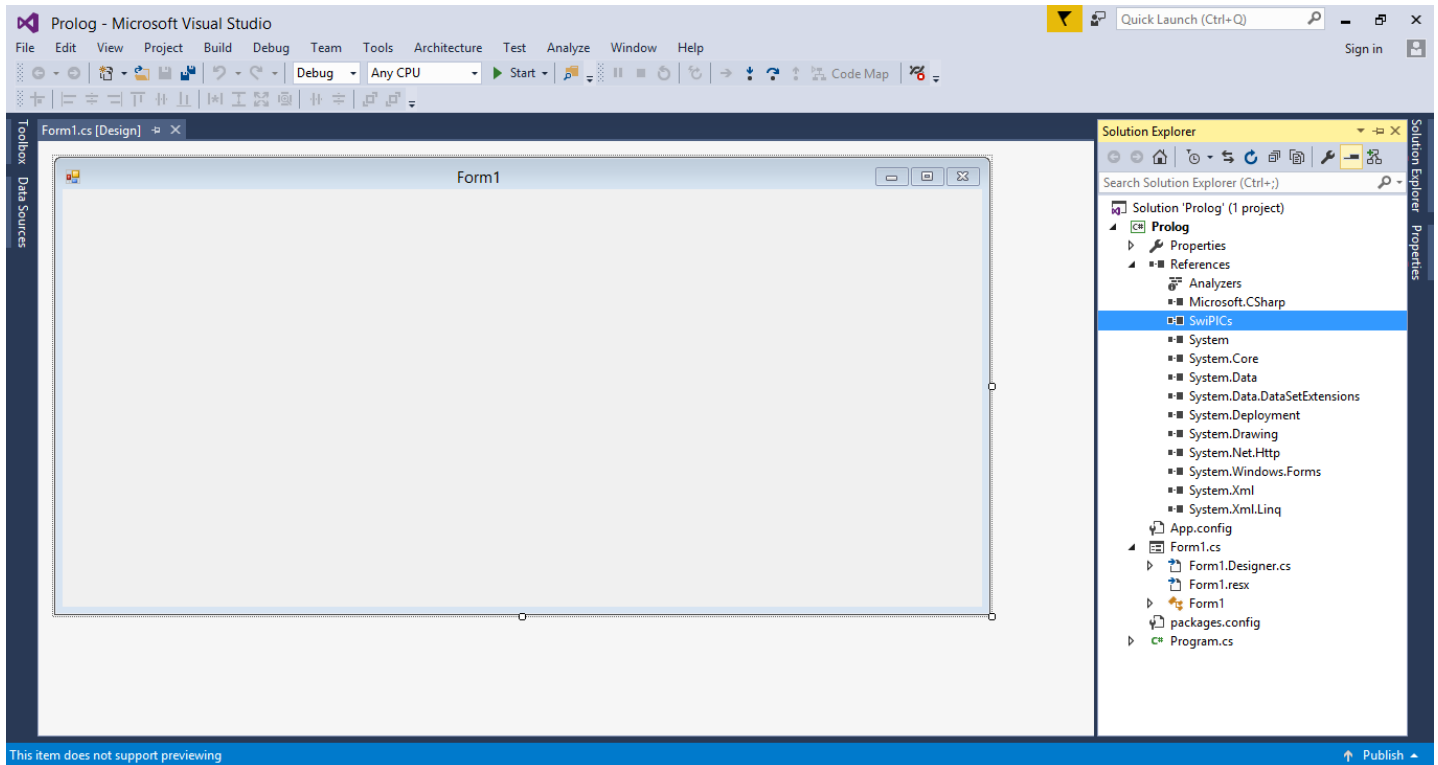 Prolog - Microsoft Visual Studio
Quick Launch (Ctrl+Q)
File Edit View Project Build Debug Team Tools Architecture Test Analyze Window Help
Sign in
Debug Any CPU Start Code Map
Toolbox
Data Sources
Form1.cs [Design]
Form1
Solution Explorer
Search Solution Explorer (Ctrl+;)
Solution 'Prolog' (1 project)
C# Prolog
Properties
References
Analyzers
Microsoft.CSharp
SwiPlCs
System
System.Core
System.Data
System.Data.DataSetExtensions
System.Deployment
System.Drawing
System.Net.Http
System.Windows.Forms
System.Xml
System.Xml.Linq
App.config
Form1.cs
Form1.Designer.cs
Form1.resx
Form1
packages.config
C# Program.cs
Solution Explorer
Properties
This item does not support previewing
Publish